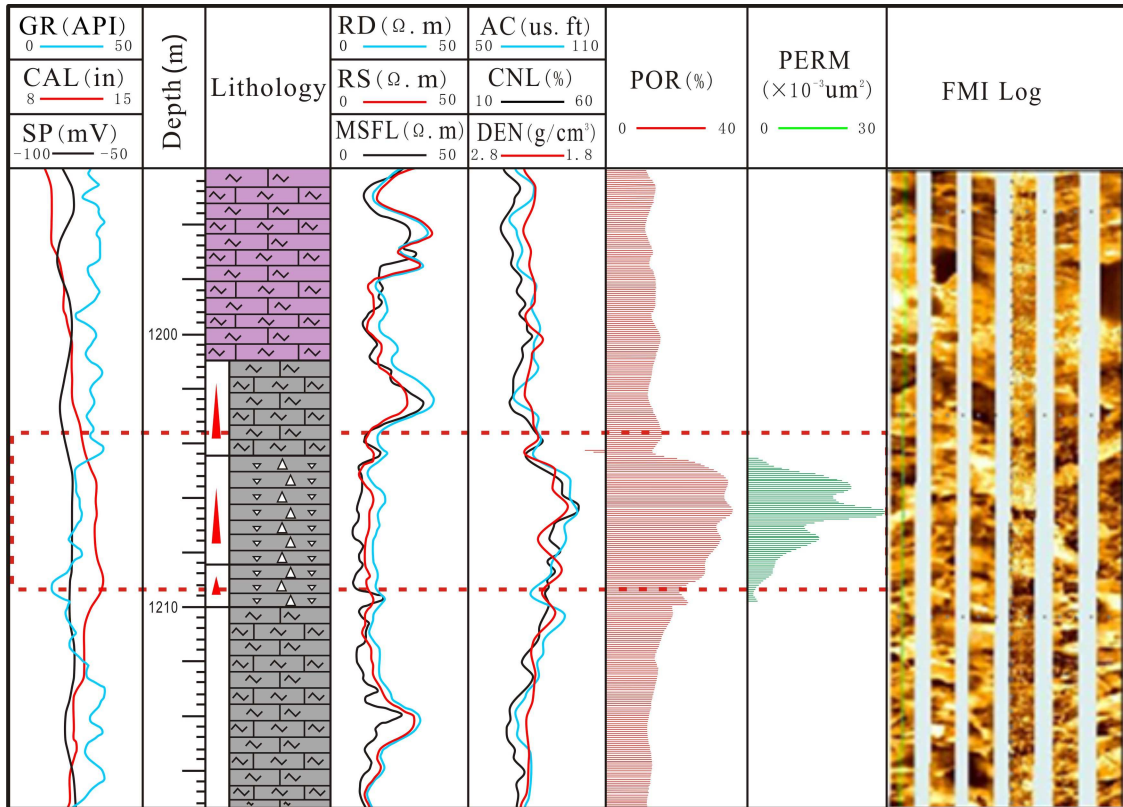 GR(API)
0 50
CAL(in)
8 15
SP(mV)
-100 -50
Depth(m)
Lithology
RD(Ω.m)
0 50
RS(Ω.m)
0 50
MSFL(Ω.m)
0 50
AC(us.ft)
50 110
CNL(%)
10 60
DEN(g/cm³)
2.8 1.8
POR(%)
0 40
PERM
(×10⁻³um²)
0 30
FMI Log
1200
1210